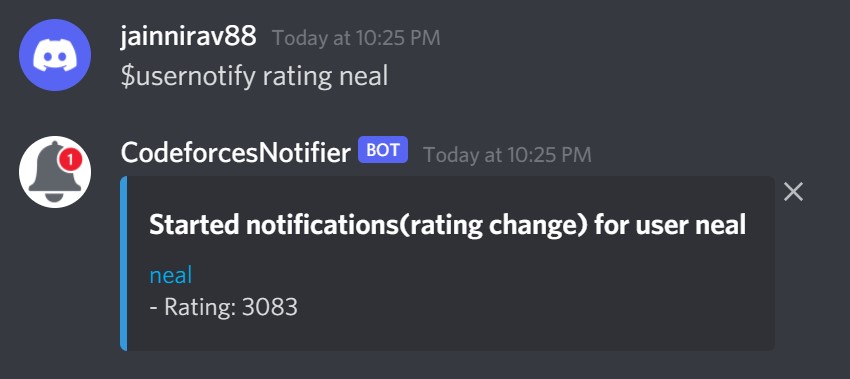 jainnirav88 Today at 10:25 PM
$usernotify rating neal
1
CodeforcesNotifier BOT Today at 10:25 PM
Started notifications(rating change) for user neal
neal
- Rating: 3083